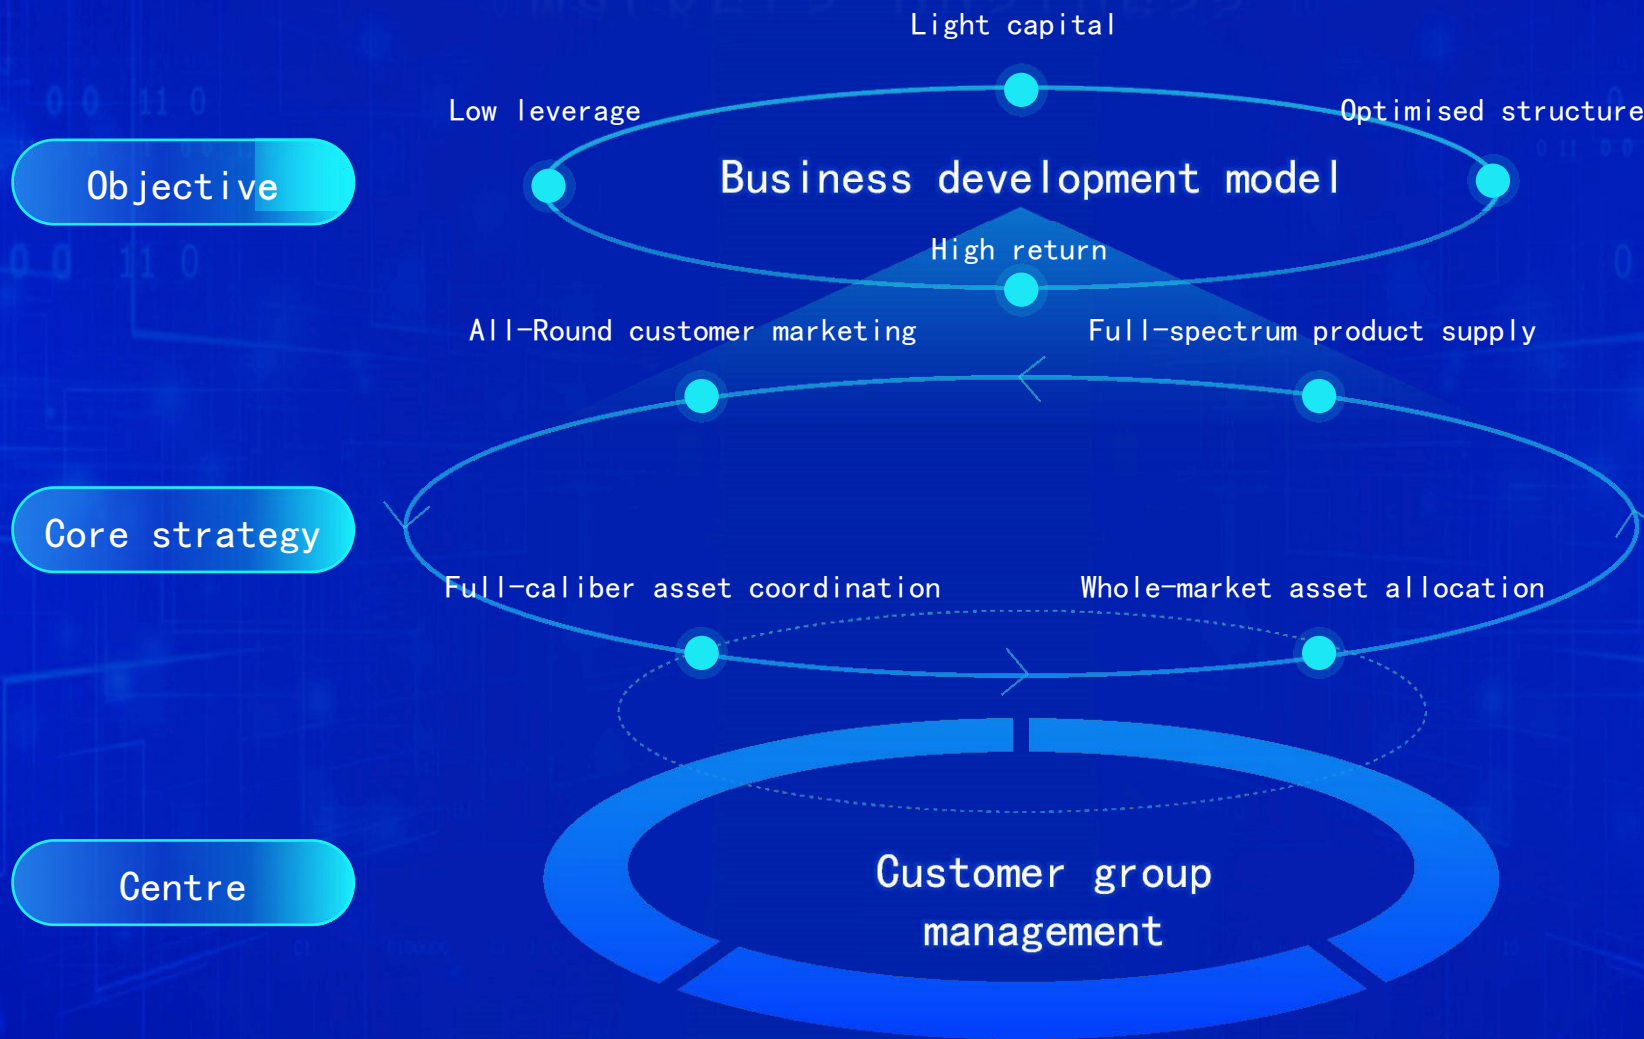 Light capital
Low leverage
Optimised structure
Objective
Business development model
High return
All-Round customer marketing
Full-spectrum product supply
Core strategy
Full-caliber asset coordination
Whole-market asset allocation
Centre
Customer group
management